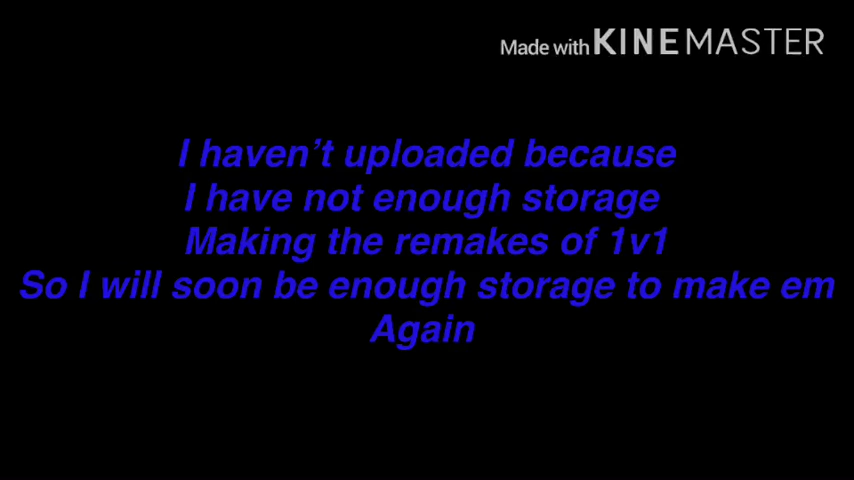 Made with KINEMASTER
I haven’t uploaded because
I have not enough storage
Making the remakes of 1v1
So I will soon be enough storage to make em
Again